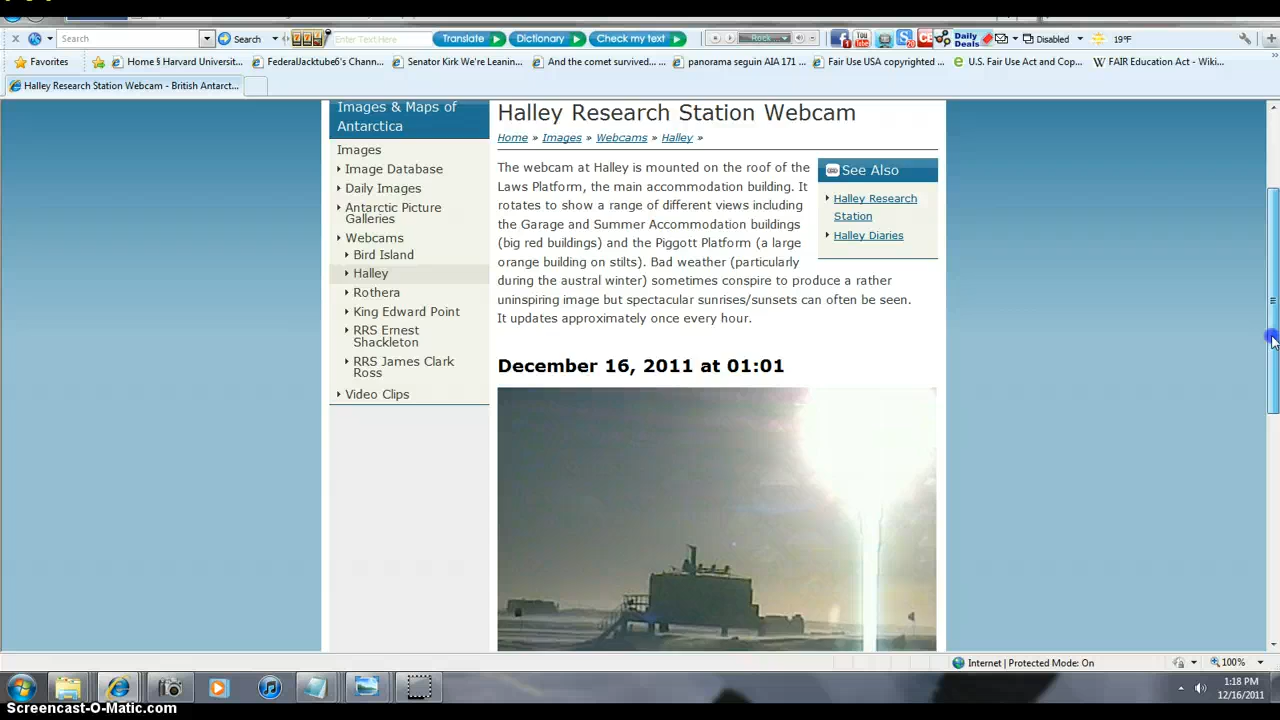 Search
Search
Enter Text Here
Translate
Dictionary
Check my text
Rock
Daily Deals
Disabled
19°F
Favorites
Home § Harvard Universit...
FederalJacktube6's Chann...
Senator Kirk We're Leanin...
And the comet survived... ...
panorama seguin AIA 171 ...
Fair Use USA copyrighted ...
U.S. Fair Use Act and Cop...
FAIR Education Act - Wiki...
Halley Research Station Webcam - British Antarct...
Images & Maps of
Antarctica
Images
Image Database
Daily Images
Antarctic Picture
Galleries
Webcams
Bird Island
Halley
Rothera
King Edward Point
RRS Ernest
Shackleton
RRS James Clark
Ross
Video Clips
Halley Research Station Webcam
Home » Images » Webcams » Halley »
The webcam at Halley is mounted on the roof of the
Laws Platform, the main accommodation building. It
rotates to show a range of different views including
the Garage and Summer Accommodation buildings
(big red buildings) and the Piggott Platform (a large
orange building on stilts). Bad weather (particularly
during the austral winter) sometimes conspire to produce a rather
uninspiring image but spectacular sunrises/sunsets can often be seen.
It updates approximately once every hour.
See Also
Halley Research
Station
Halley Diaries
December 16, 2011 at 01:01
Internet | Protected Mode: On
100%
1:18 PM
12/16/2011
Screencast-O-Matic.com